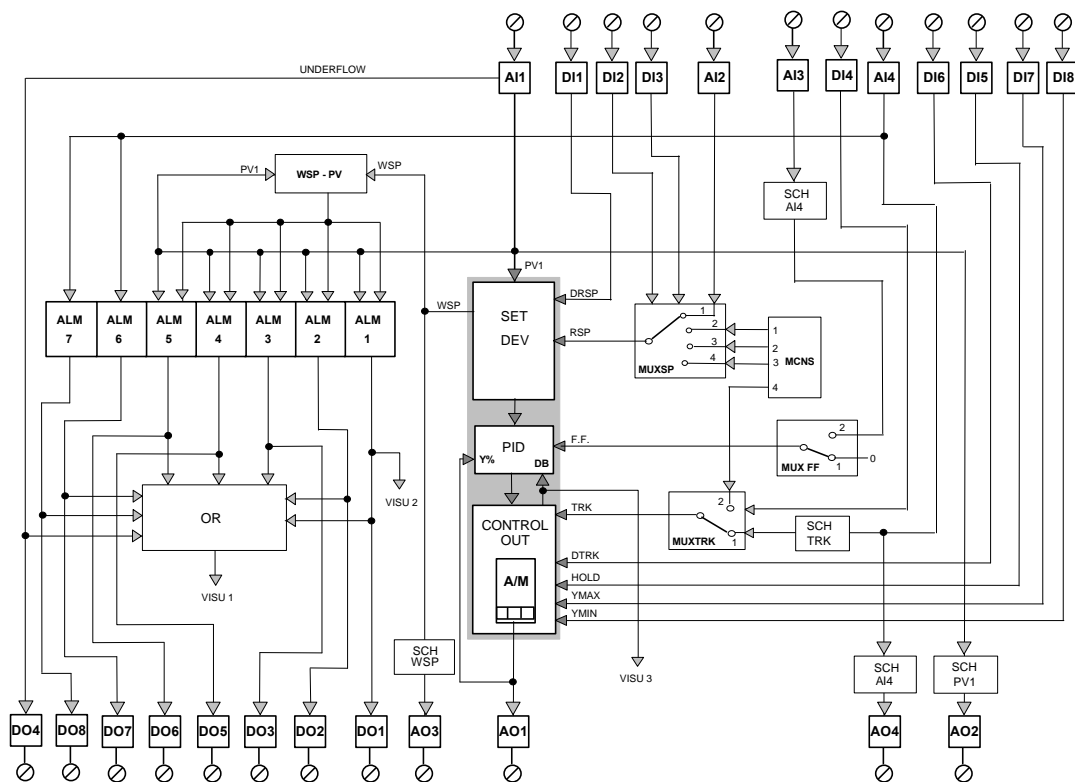 UNDERFLOW
AI1
DI1
DI2
DI3
AI2
AI3
DI4
AI4
DI6
DI5
DI7
DI8
PV1
WSP - PV
WSP
SCH
AI4
PV1
ALM
7
ALM
6
ALM
5
ALM
4
ALM
3
ALM
2
ALM
1
WSP
SET
DEV
DRSP
RSP
1
2
3
4
MUXSP
1
2
3
4
MCNS
PID
Y%
DB
F.F.
2
1
0
MUX FF
VISU 2
OR
VISU 1
CONTROL
OUT
A/M
TRK
DTRK
HOLD
YMAX
YMIN
2
1
MUXTRK
SCH
TRK
SCH
WSP
VISU 3
SCH
AI4
SCH
PV1
DO4
DO8
DO7
DO6
DO5
DO3
DO2
DO1
AO3
AO1
AO4
AO2